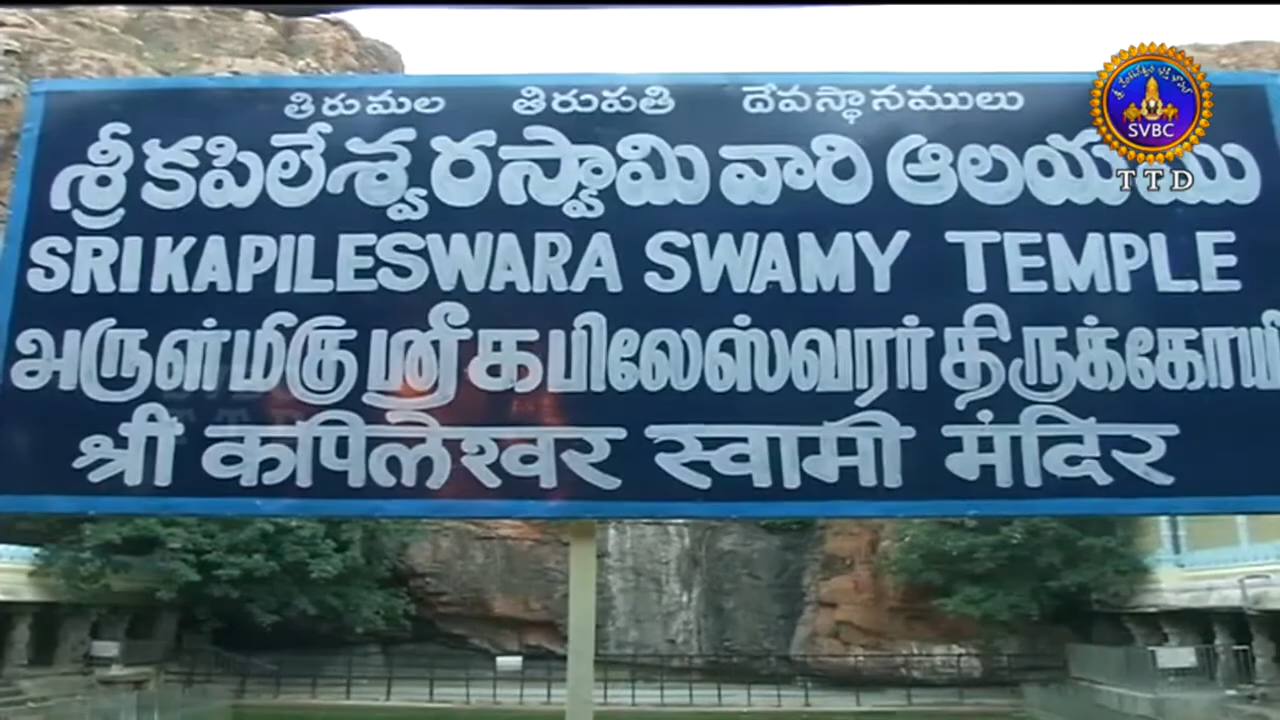 తిరుమల తిరుపతి దేవస్థానములు
శ్రీ కపిలేశ్వరస్వామి వారి ఆలయము
SRI KAPILESWARA SWAMY TEMPLE
அருள்மிகு ஸ்ரீ கபிலேஸ்வரர் திருக்கோயி
श्री कपिलेश्वर स्वामी मंदिर
SVBC
TTD